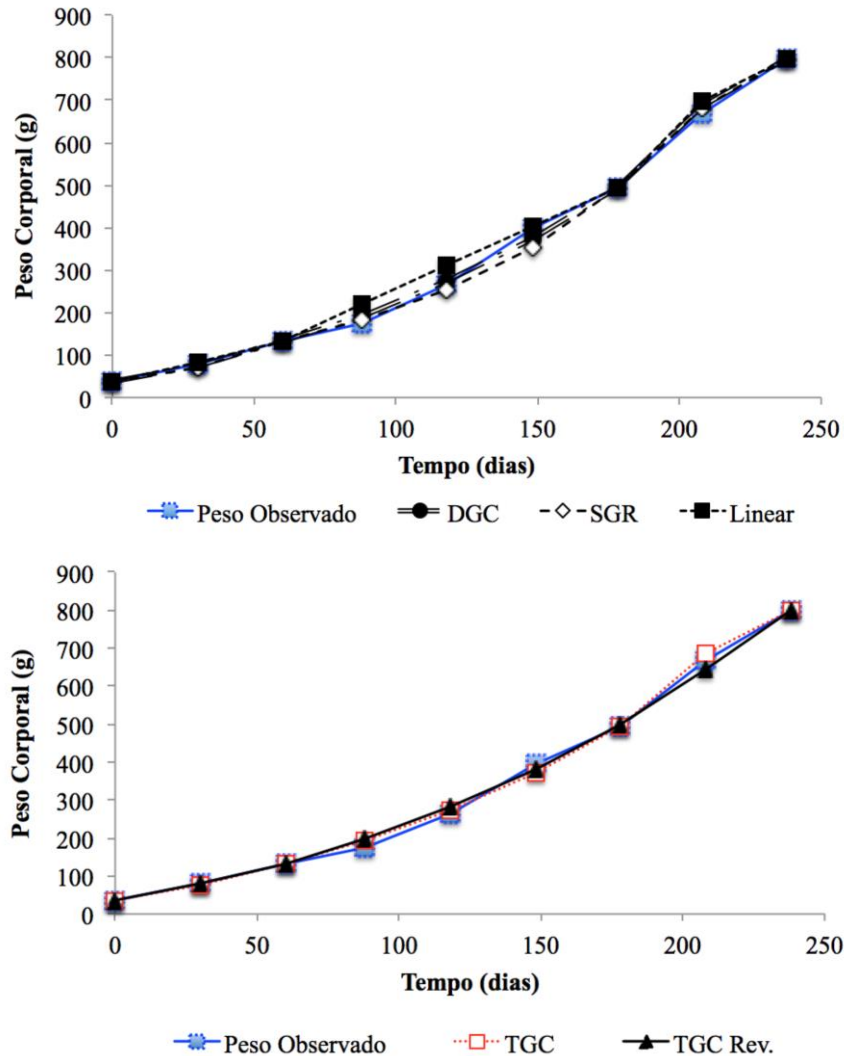 900
800
700
600
500
400
300
200
100
0
Peso Corporal (g)
0 50 100 150 200 250
Tempo (dias)
Peso Observado DGC SGR Linear
900
800
700
600
500
400
300
200
100
0
Peso Corporal (g)
0 50 100 150 200 250
Tempo (dias)
Peso Observado TGC TGC Rev.